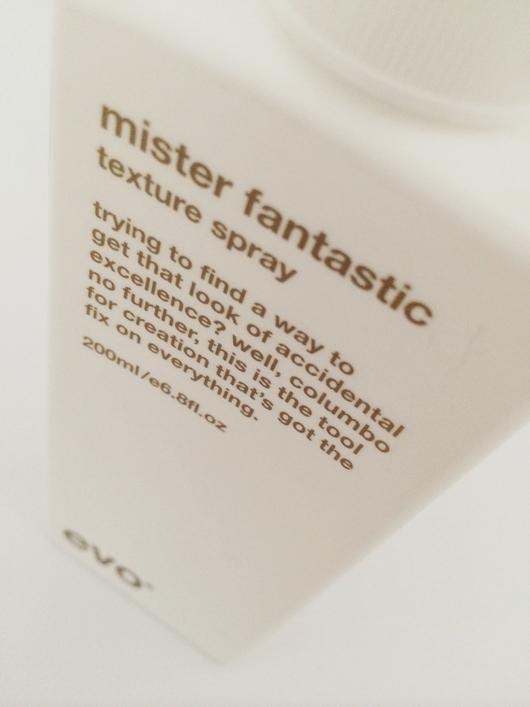 mister fantastic
texture spray
trying to find a way to
get that look of accidental
excellence? well, columbo
no further, this is the tool
for creation, that's got the
fix on everything.
200ml/e6.8fl.oz
evo